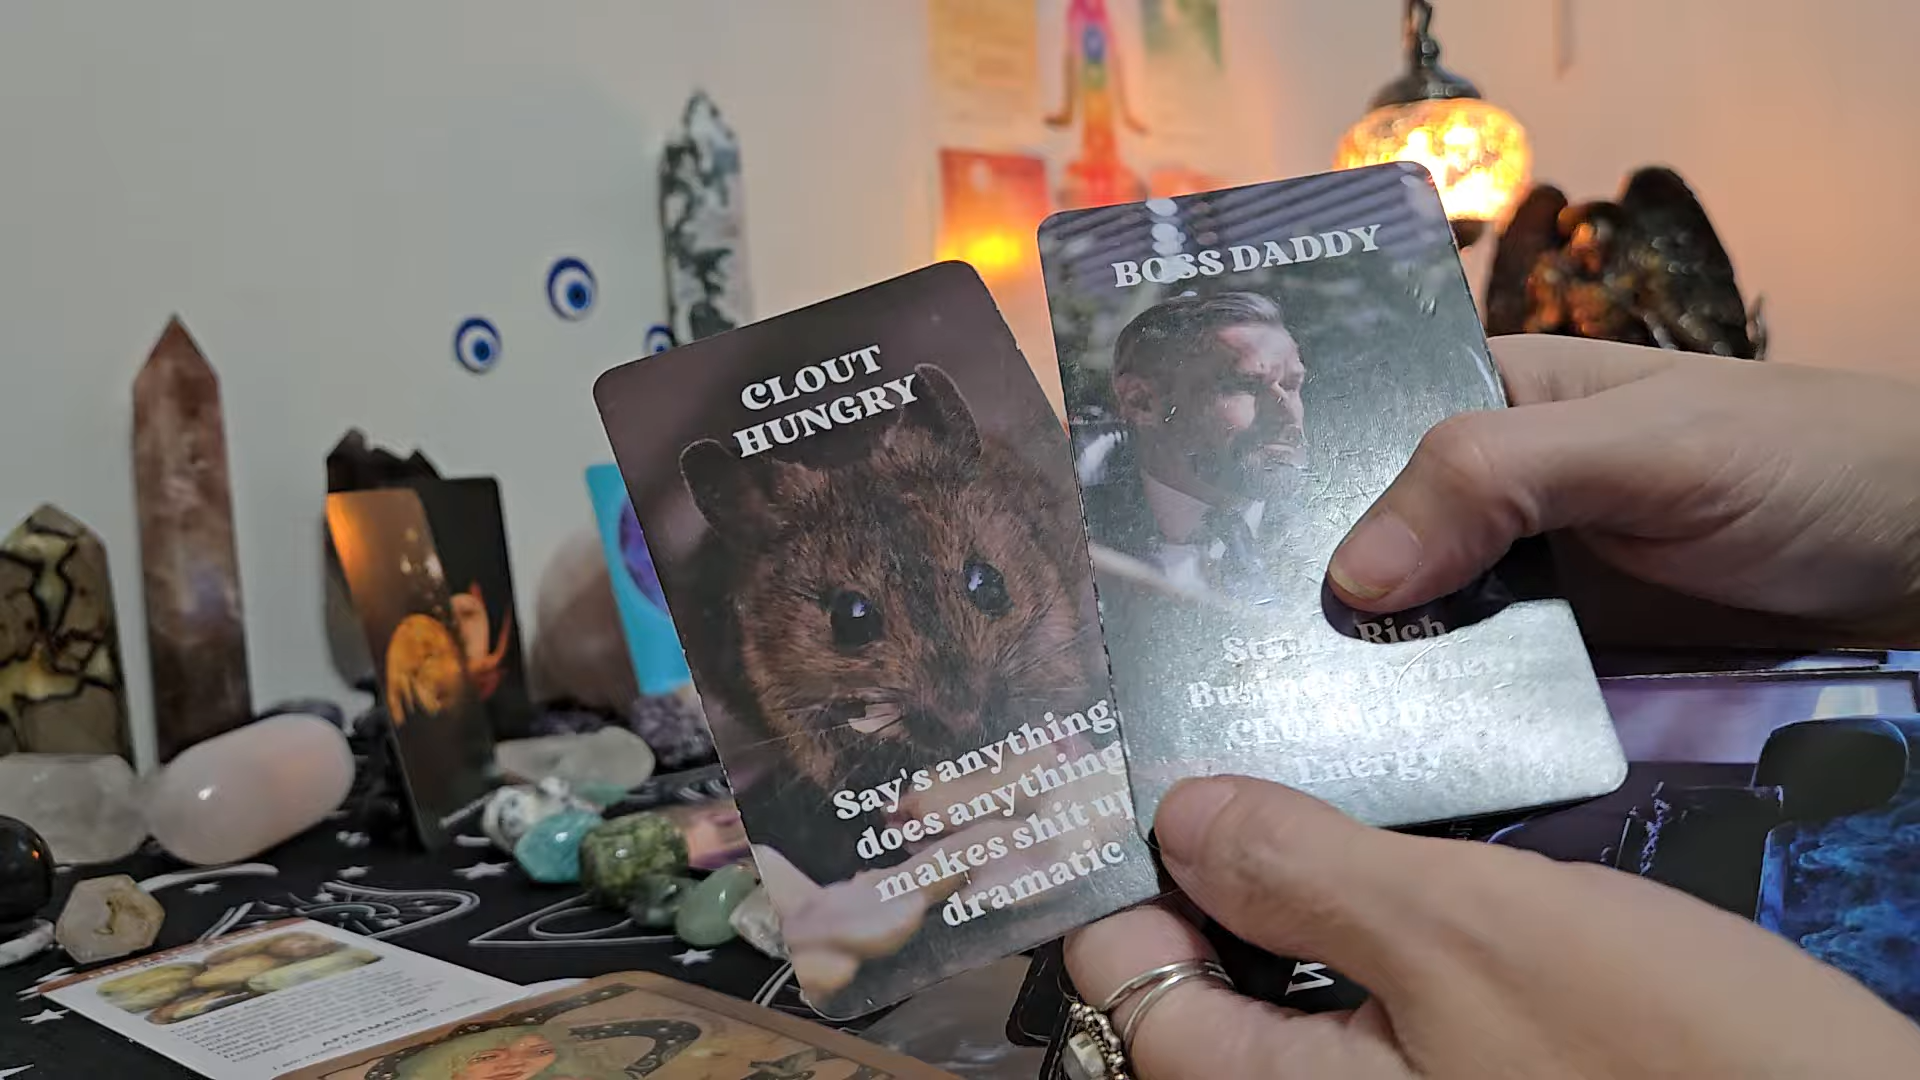 CLOUT
HUNGRY
Say's anything
does anything
makes shit up
dramatic
BOSS DADDY
Rich
Business Owner
CEO Big Dick
Energy
AFFIRMATION